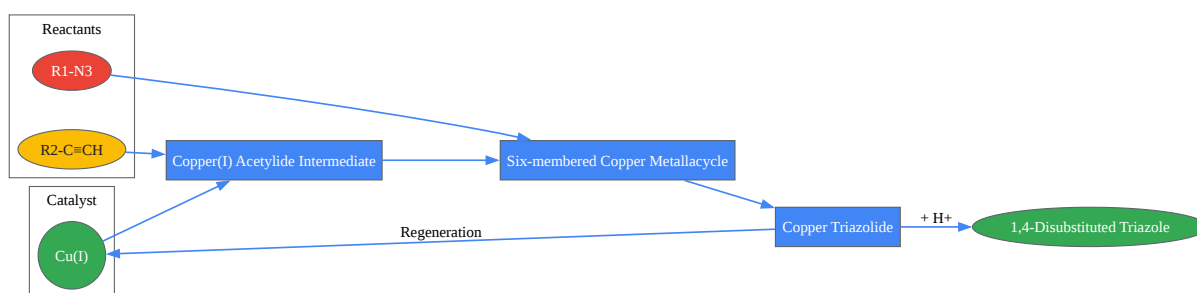 Reactants
R1-N3
R2-C≡CH
Copper(I) Acetylide Intermediate
Six-membered Copper Metallacycle
Catalyst
Cu(I)
Regeneration
Copper Triazolide
+ H+
1,4-Disubstituted Triazole